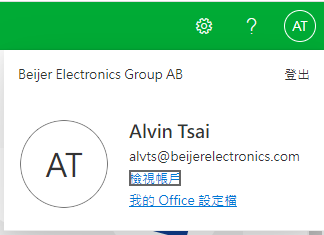 ? AT
Beijer Electronics Group AB 登出
AT
Alvin Tsai
alvts@beijerelectronics.com
檢視帳戶
我的 Office 設定檔